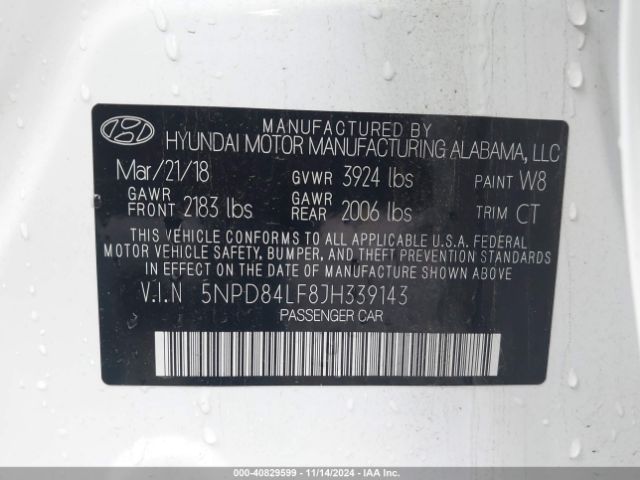 MANUFACTURED BY
HYUNDAI MOTOR MANUFACTURING ALABAMA, LLC
Mar/21/18 GVWR 3924 lbs PAINT W8
GAWR FRONT 2183 lbs GAWR REAR 2006 lbs TRIM CT
THIS VEHICLE CONFORMS TO ALL APPLICABLE U.S.A. FEDERAL
MOTOR VEHICLE SAFETY, BUMPER, AND THEFT PREVENTION STANDARDS
IN EFFECT ON THE DATE OF MANUFACTURE SHOWN ABOVE.
V.I.N 5NPD84LF8JH339143
PASSENGER CAR
000-40829599 - 11/14/2024 - IAA Inc.